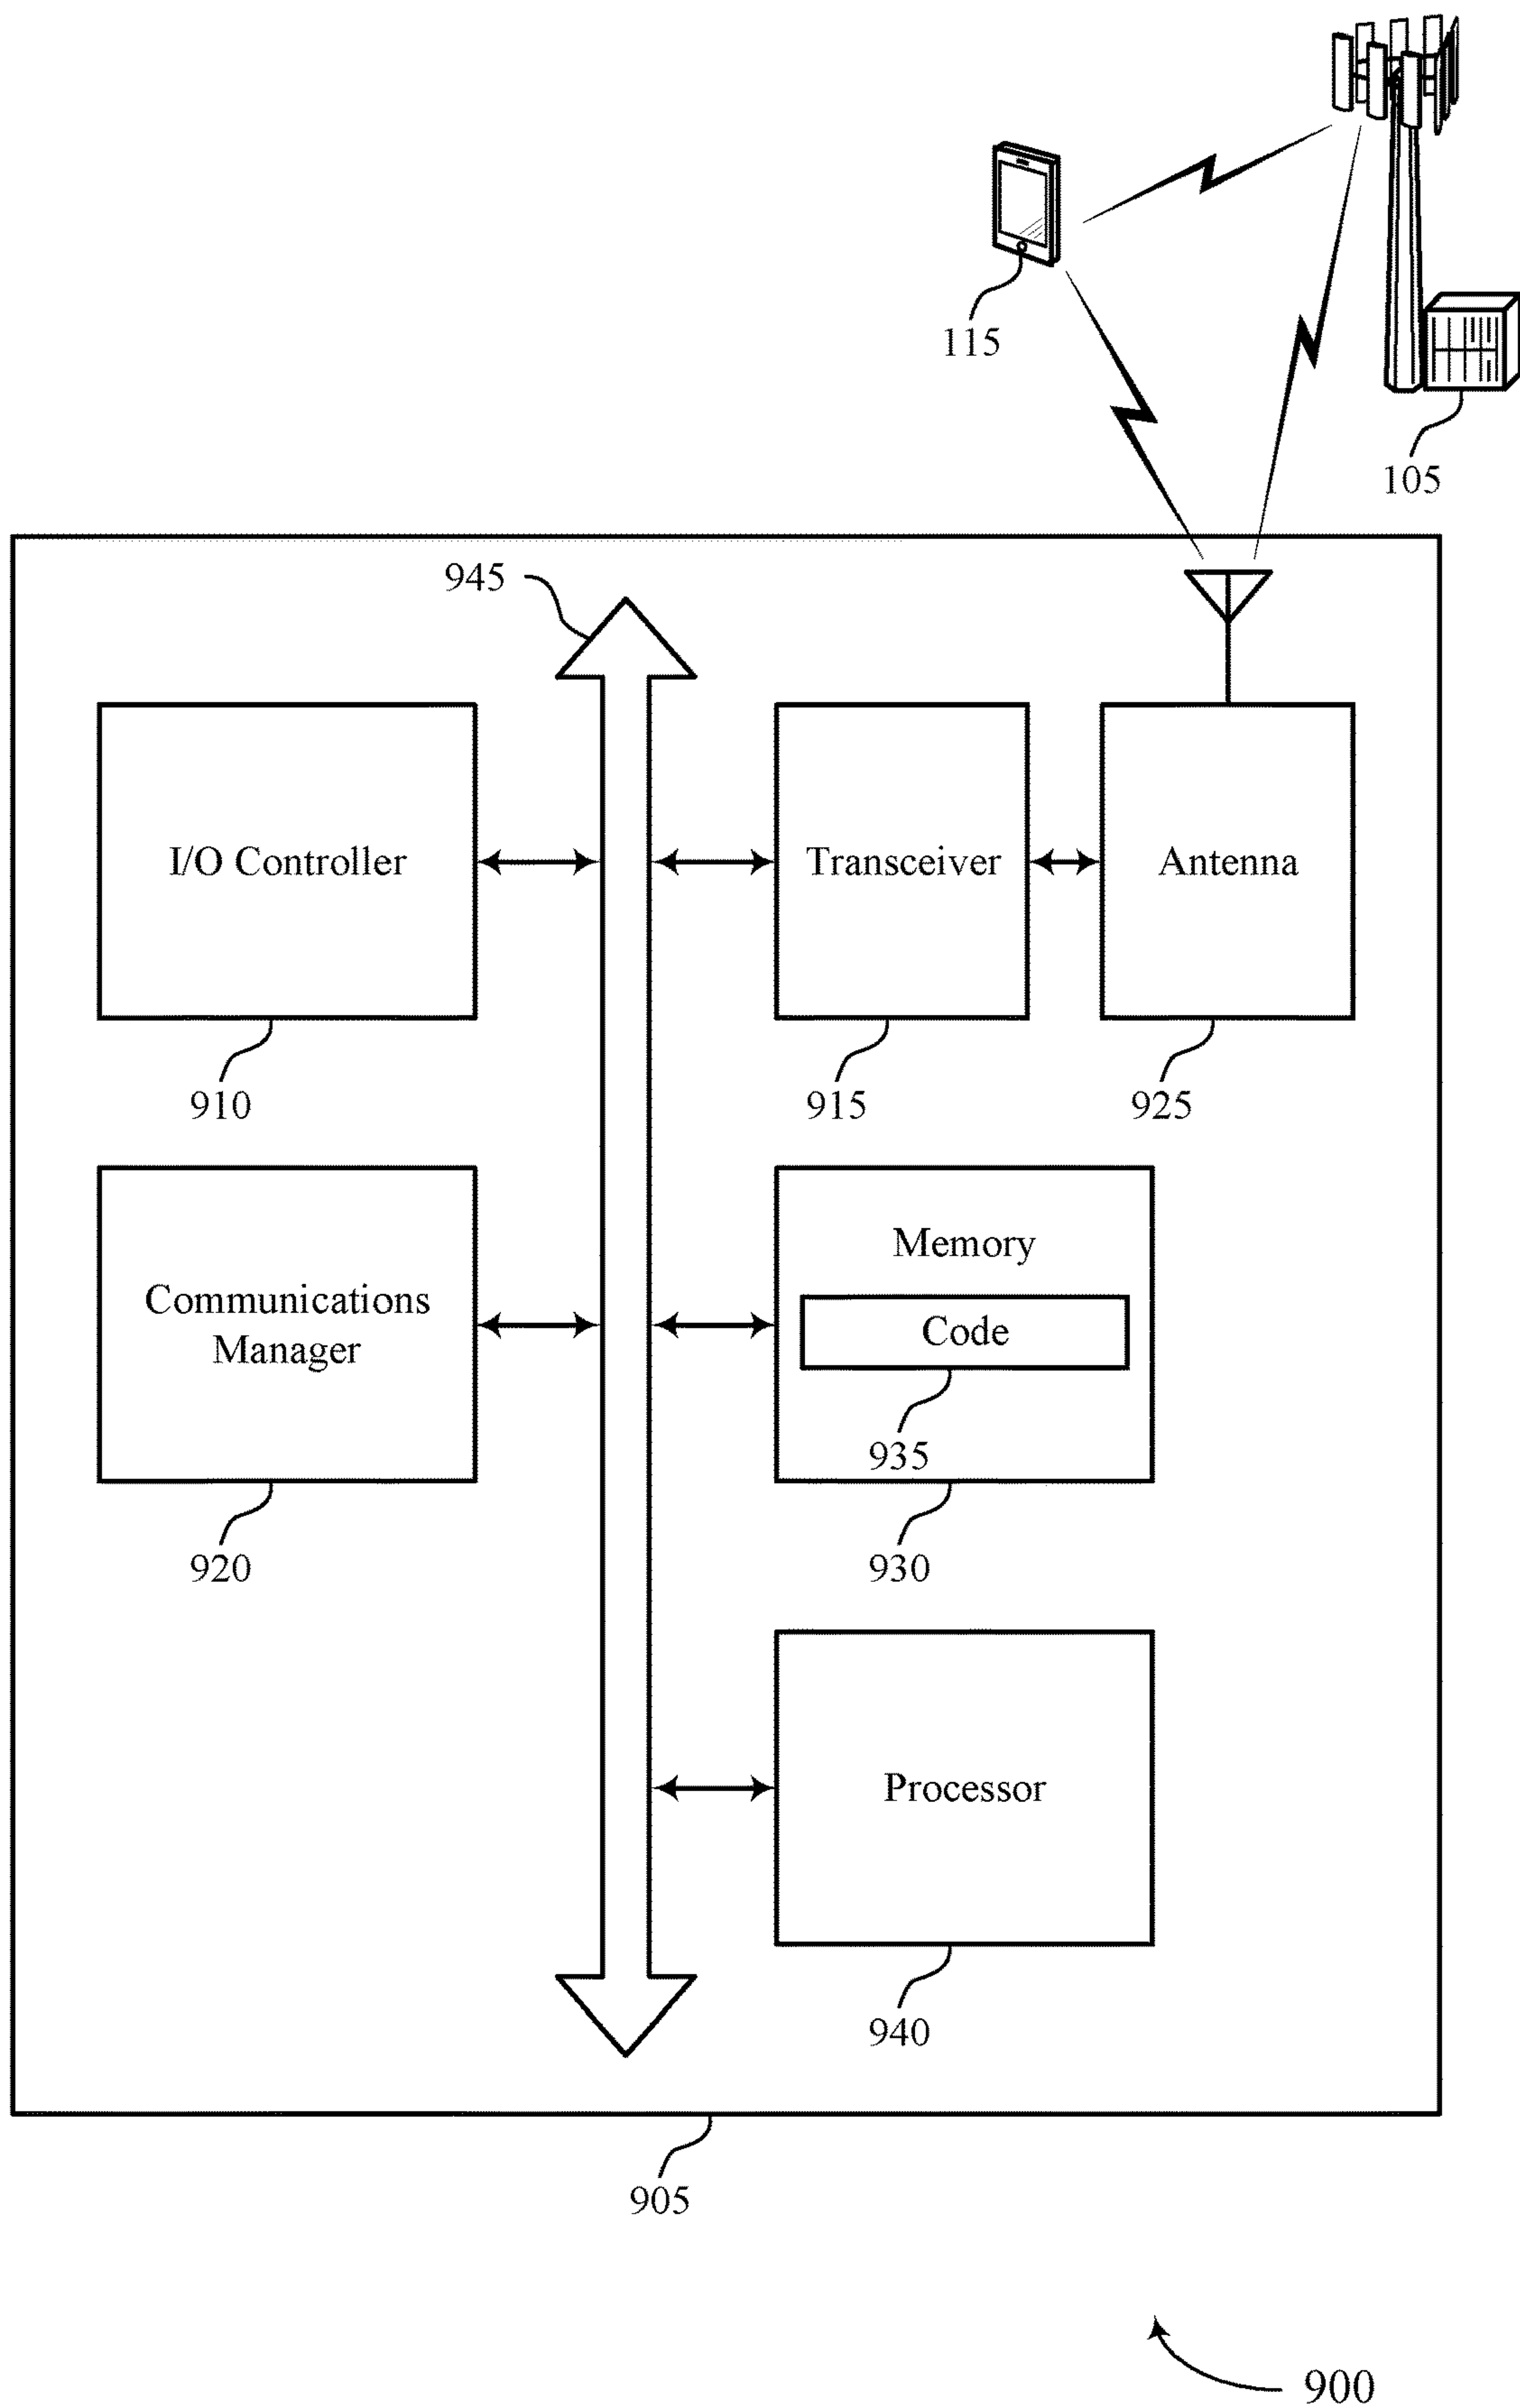 115
105
945
I/O Controller
Transceiver
Antenna
910
915
925
Communications
Manager
Memory
Code
935
920
930
Processor
940
905
900